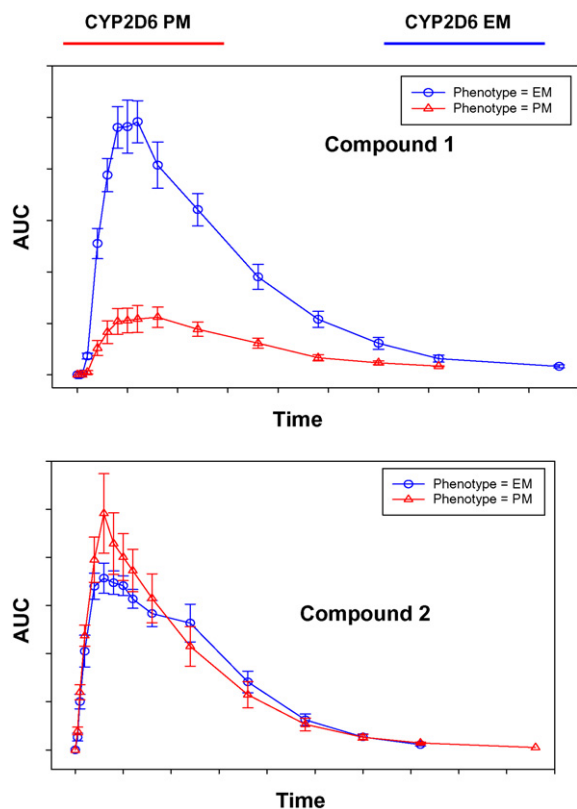 CYP2D6 PM
CYP2D6 EM
Phenotype = EM
Phenotype = PM
Compound 1
AUC
Time
Phenotype = EM
Phenotype = PM
Compound 2
AUC
Time